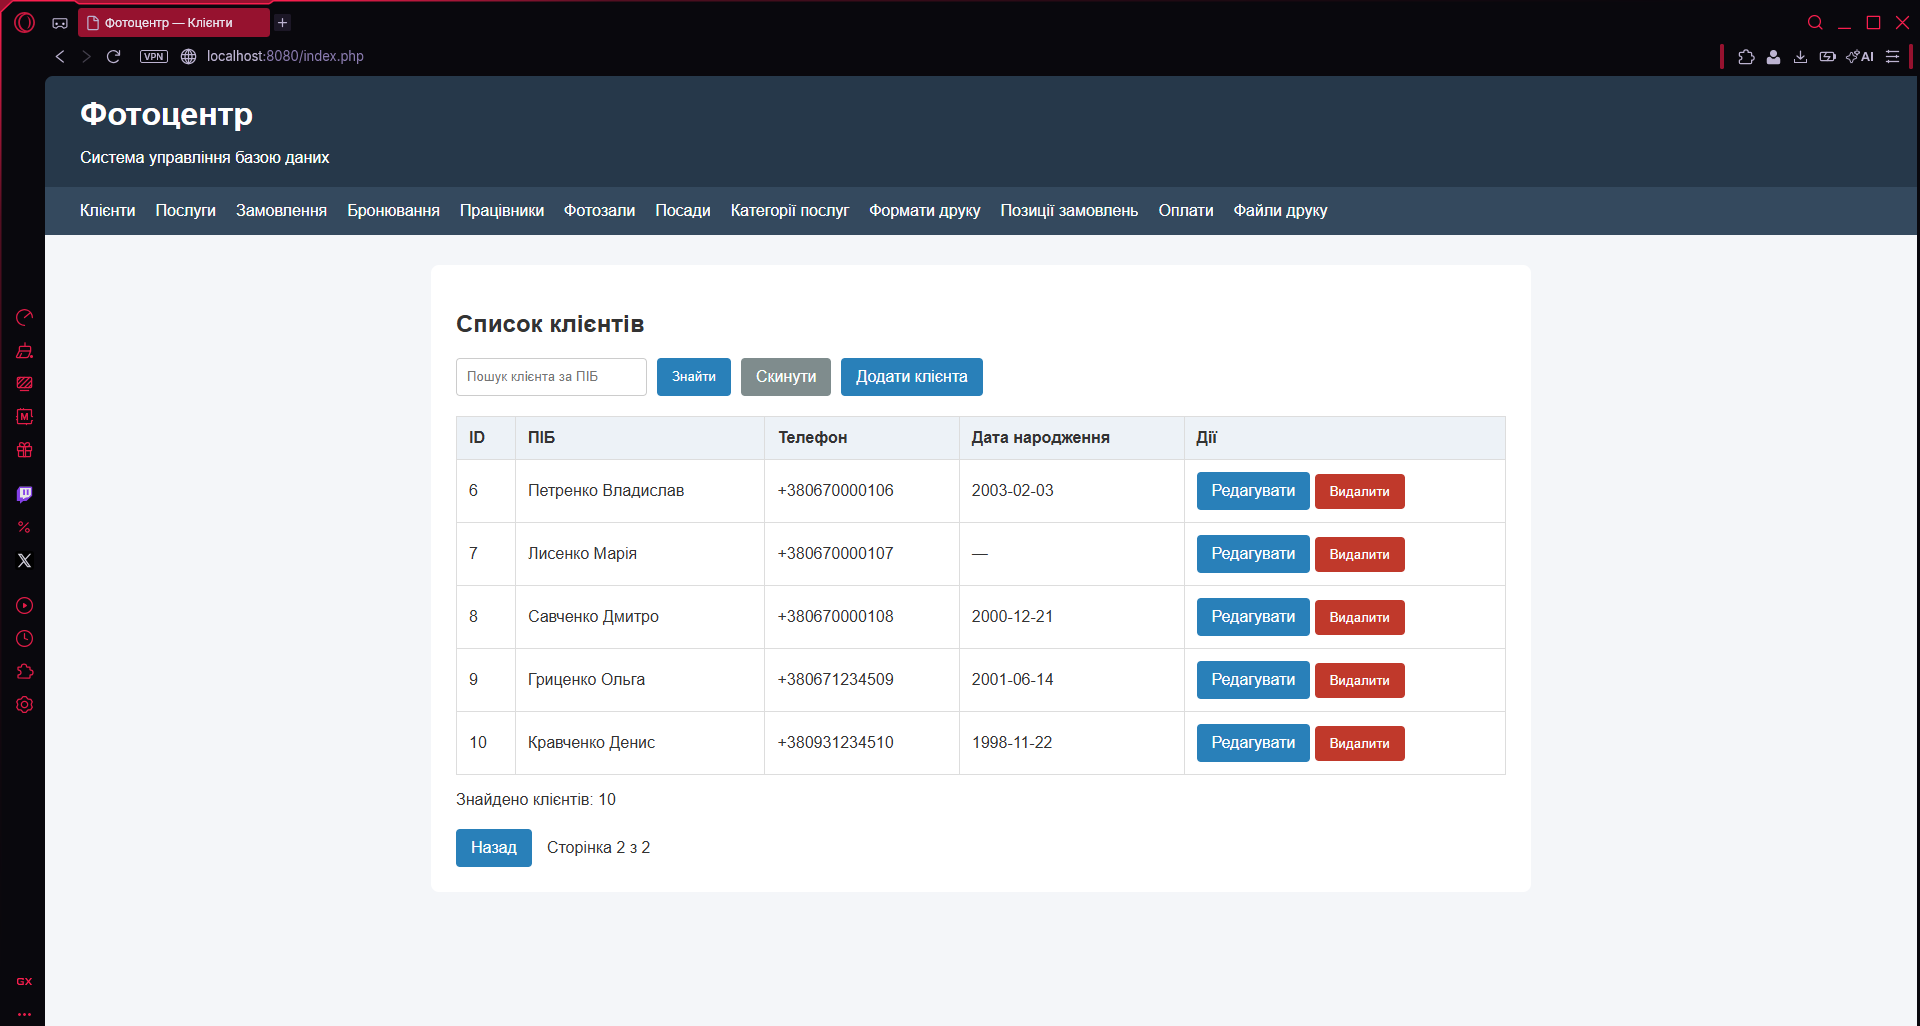 Фотоцентр — Клієнти
VPN
localhost:8080/index.php
AI
Фотоцентр
Система управління базою даних
Клієнти Послуги Замовлення Бронювання Працівники Фотозали Посади Категорії послуг Формати друку Позиції замовлень Оплати Файли друку
Список клієнтів
Пошук клієнта за ПІБ Знайти Скинути Додати клієнта
ID ПІБ Телефон Дата народження Дії
6 Петренко Владислав +380670000106 2003-02-03 Редагувати Видалити
7 Лисенко Марія +380670000107 — Редагувати Видалити
8 Савченко Дмитро +380670000108 2000-12-21 Редагувати Видалити
9 Гриценко Ольга +380671234509 2001-06-14 Редагувати Видалити
10 Кравченко Денис +380931234510 1998-11-22 Редагувати Видалити
Знайдено клієнтів: 10
Назад Сторінка 2 з 2
GX